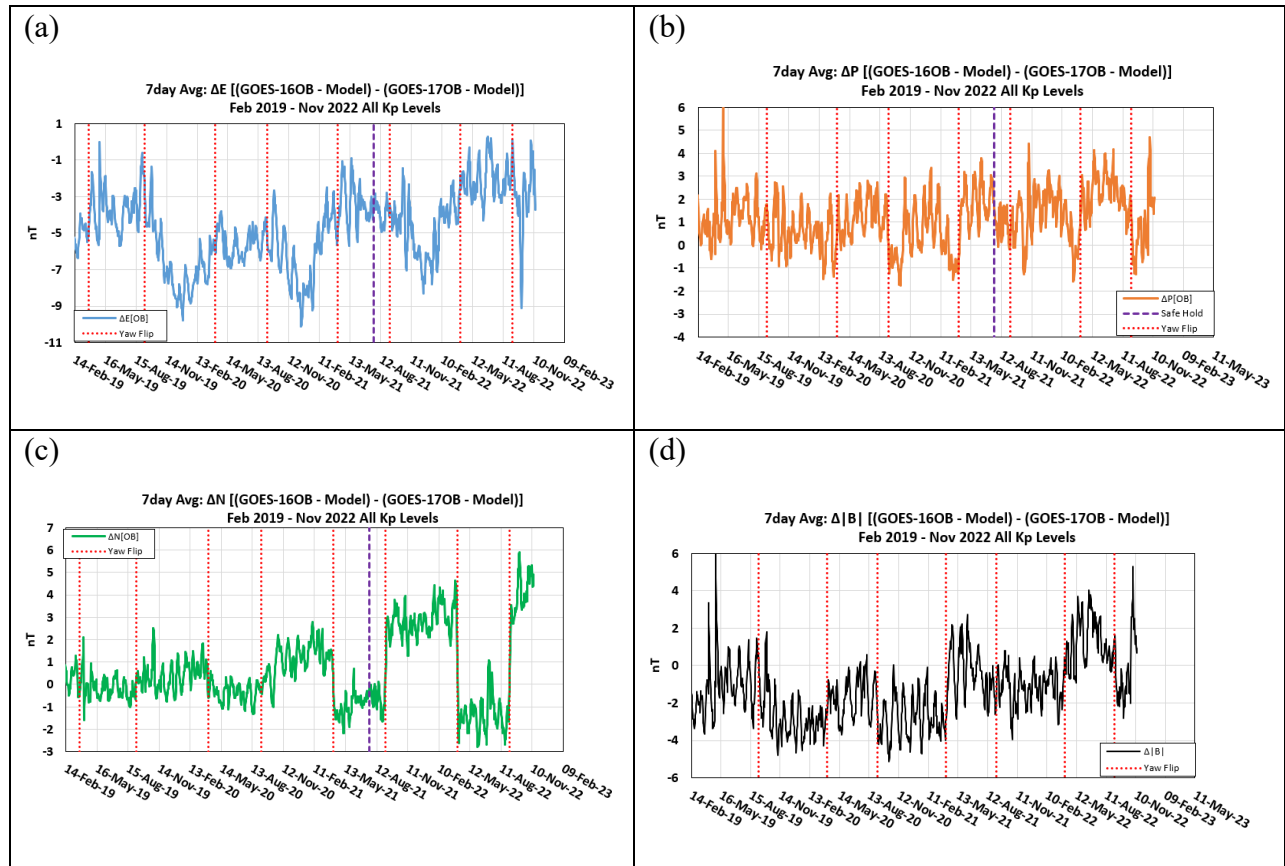 (a)
7day Avg: ΔE [(GOES-16OB - Model) - (GOES-17OB - Model)]
Feb 2019 - Nov 2022 All Kp Levels
1
-1
-3
-5
-7
-9
-11
nT
ΔE[OB]
Yaw Flip
14-Feb-19
16-May-19
15-Aug-19
14-Nov-19
13-Feb-20
14-May-20
13-Aug-20
12-Nov-20
11-Feb-21
13-May-21
12-Aug-21
11-Nov-21
10-Feb-22
12-May-22
11-Aug-22
10-Nov-22
09-Feb-23
(b)
7day Avg: ΔP [(GOES-16OB - Model) - (GOES-17OB - Model)]
Feb 2019 - Nov 2022 All Kp Levels
6
5
4
3
2
1
0
-1
-2
-3
-4
nT
ΔP[OB]
Safe Hold
Yaw Flip
14-Feb-19
16-May-19
15-Aug-19
14-Nov-19
13-Feb-20
14-May-20
13-Aug-20
12-Nov-20
11-Feb-21
13-May-21
12-Aug-21
11-Nov-21
10-Feb-22
12-May-22
11-Aug-22
10-Nov-22
09-Feb-23
11-May-23
(c)
7day Avg: ΔN [(GOES-16OB - Model) - (GOES-17OB - Model)]
Feb 2019 - Nov 2022 All Kp Levels
7
6
5
4
3
2
1
0
-1
-2
-3
nT
ΔN[OB]
Yaw Flip
14-Feb-19
16-May-19
15-Aug-19
14-Nov-19
13-Feb-20
14-May-20
13-Aug-20
12-Nov-20
11-Feb-21
13-May-21
12-Aug-21
11-Nov-21
10-Feb-22
12-May-22
11-Aug-22
10-Nov-22
09-Feb-23
(d)
7day Avg: Δ|B| [(GOES-16OB - Model) - (GOES-17OB - Model)]
Feb 2019 - Nov 2022 All Kp Levels
6
4
2
0
-2
-4
-6
nT
Δ|B|
Yaw Flip
14-Feb-19
16-May-19
15-Aug-19
14-Nov-19
13-Feb-20
14-May-20
13-Aug-20
12-Nov-20
11-Feb-21
13-May-21
12-Aug-21
11-Nov-21
10-Feb-22
12-May-22
11-Aug-22
10-Nov-22
09-Feb-23
11-May-23